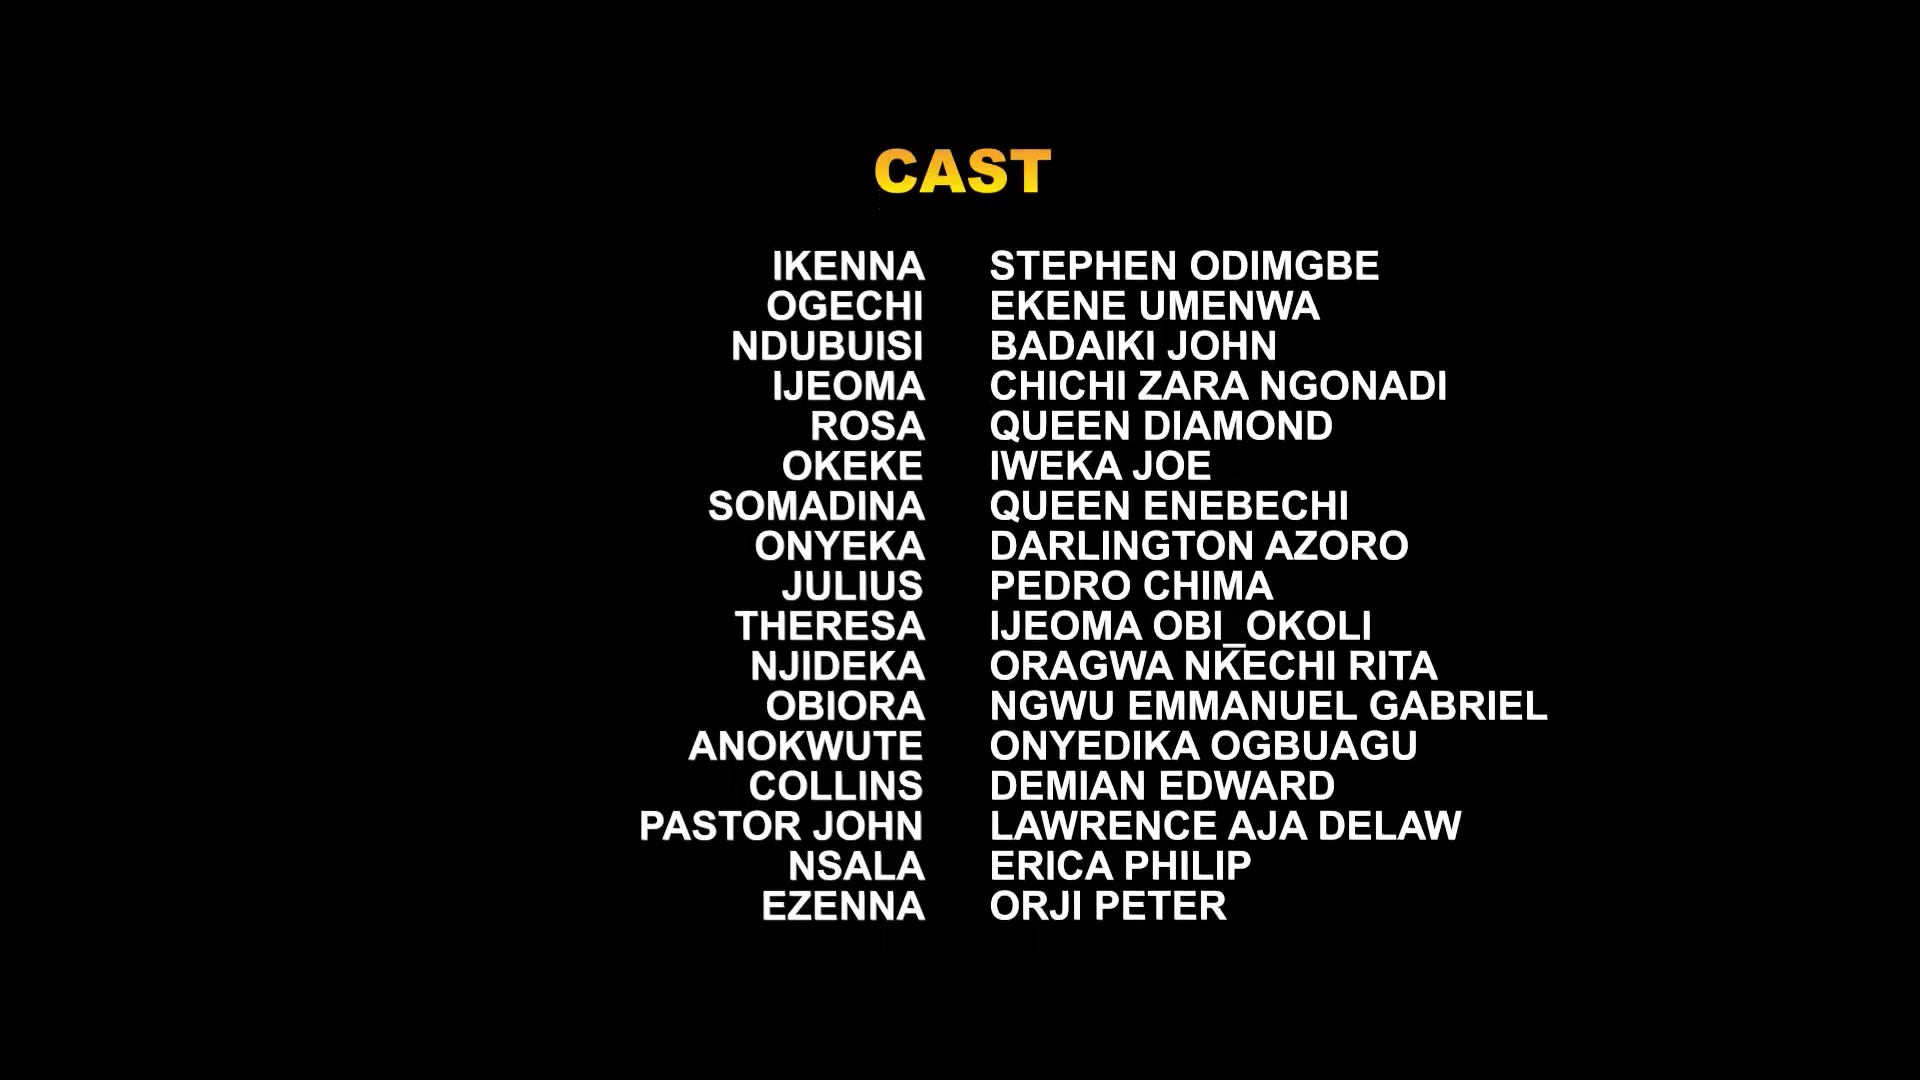 CAST
IKENNA STEPHEN ODIMGBE
OGECHI EKENE UMENWA
NDUBUISI BADAIKI JOHN
IJEOMA CHICHI ZARA NGONADI
ROSA QUEEN DIAMOND
OKEKE IWEKA JOE
SOMADINA QUEEN ENEBECHI
ONYEKA DARLINGTON AZORO
JULIUS PEDRO CHIMA
THERESA IJEOMA OBI_OKOLI
NJIDEKA ORAGWA NKECHI RITA
OBIORA NGWU EMMANUEL GABRIEL
ANOKWUTE ONYEDIKA OGBUAGU
COLLINS DEMIAN EDWARD
PASTOR JOHN LAWRENCE AJA DELAW
NSALA ERICA PHILIP
EZENNA ORJI PETER